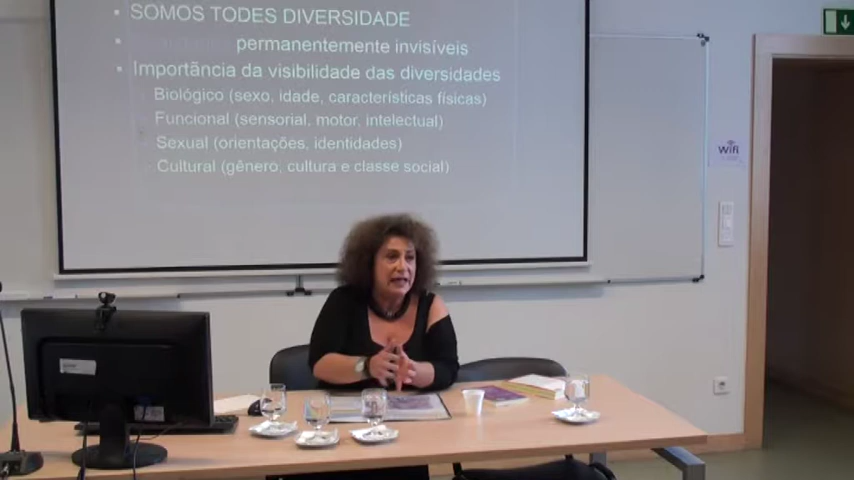 SOMOS TODES DIVERSIDADE
permanentemente invisíveis
Importância da visibilidade das diversidades
Biológico (sexo, idade, características físicas)
Funcional (sensorial, motor, intelectual)
Sexual (orientações, identidades)
Cultural (gênero, cultura e classe social)
Wifi